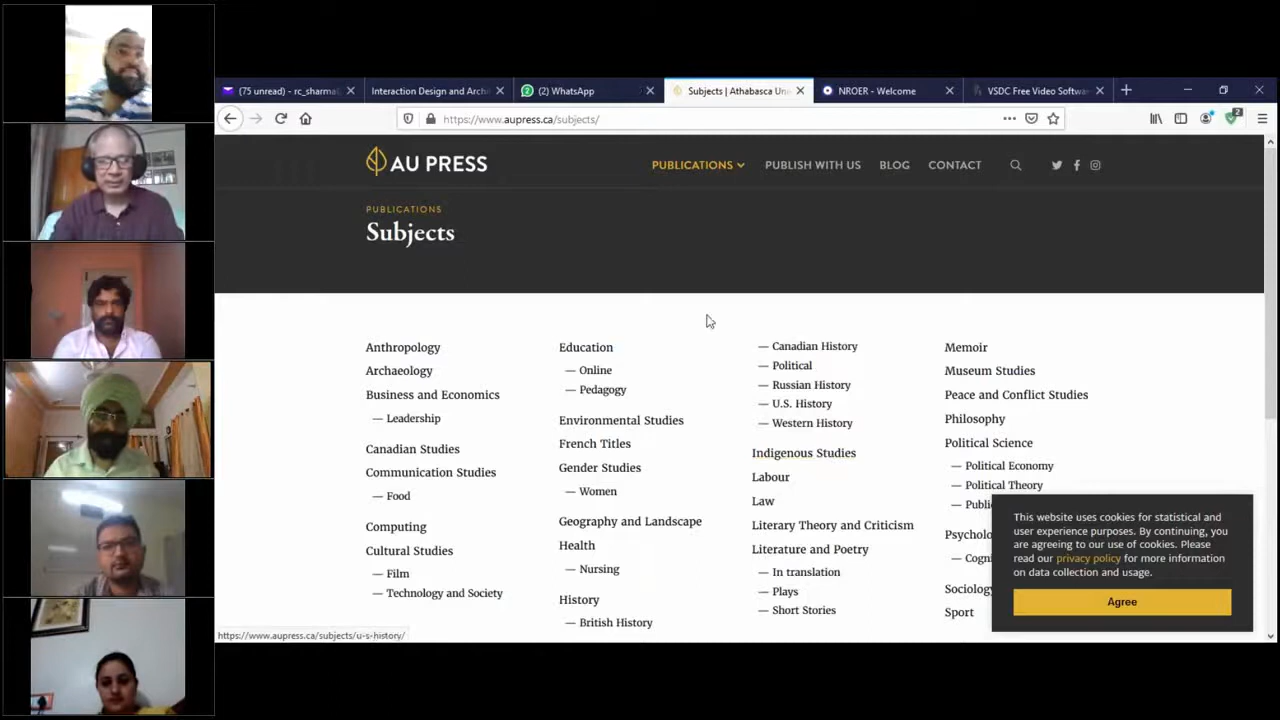 (75 unread) - rc_sharma
Interaction Design and Arch
(2) WhatsApp
Subjects | Athabasca Un
NROER - Welcome
VSDC Free Video Softwa
https://www.aupress.ca/subjects/
2
AU PRESS
PUBLICATIONS
PUBLISH WITH US
BLOG
CONTACT
PUBLICATIONS
Subjects
Anthropology
Archaeology
Business and Economics
— Leadership
Canadian Studies
Communication Studies
— Food
Computing
Cultural Studies
— Film
— Technology and Society
Education
— Online
— Pedagogy
Environmental Studies
French Titles
Gender Studies
— Women
Geography and Landscape
Health
— Nursing
History
— British History
— Canadian History
— Political
— Russian History
— U.S. History
— Western History
Indigenous Studies
Labour
Law
Literary Theory and Criticism
Literature and Poetry
— In translation
— Plays
— Short Stories
Memoir
Museum Studies
Peace and Conflict Studies
Philosophy
Political Science
— Political Economy
— Political Theory
— Publi
Psycholo
— Cogn
Sociology
Sport
This website uses cookies for statistical and
user experience purposes. By continuing, you
are agreeing to our use of cookies. Please
read our privacy policy for more information
on data collection and usage.
Agree
https://www.aupress.ca/subjects/u-s-history/